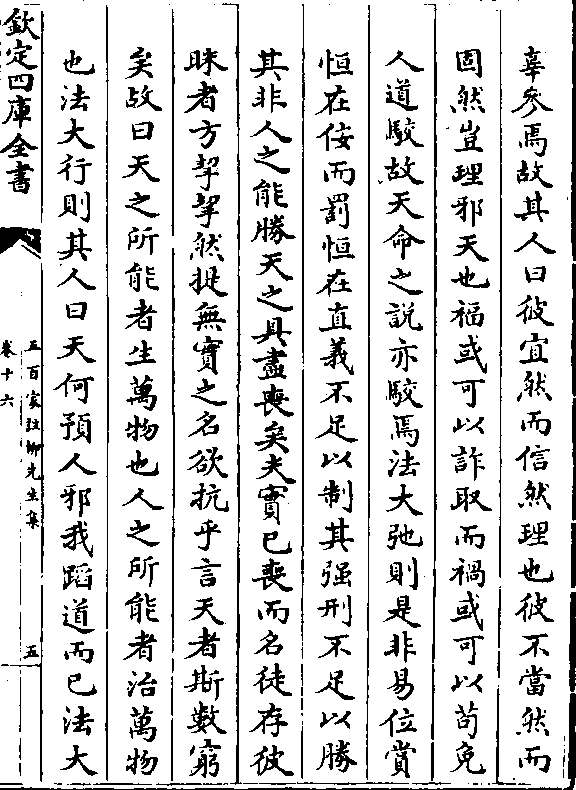 辜參焉故其人曰彼宜然而信然理也彼不當然而
固然豈理邪天也福或可以詐取而禍或可以苟免
人道駁故天命之説亦駁焉法大弛則是非易位賞
恒在佞而罰恒在直義不足以制其强刑不足以勝
其非人之能勝天之具盡喪矣夫實已喪而名徒存彼
昧者方挈挈然提無實之名欲抗乎言天者斯數窮
矣故曰天之所能者生萬物也人之所能者治萬物
也法大行則其人曰天何預人邪我蹈道而已法大
欽定四庫全書
五百家註柳先生集
卷十六
五